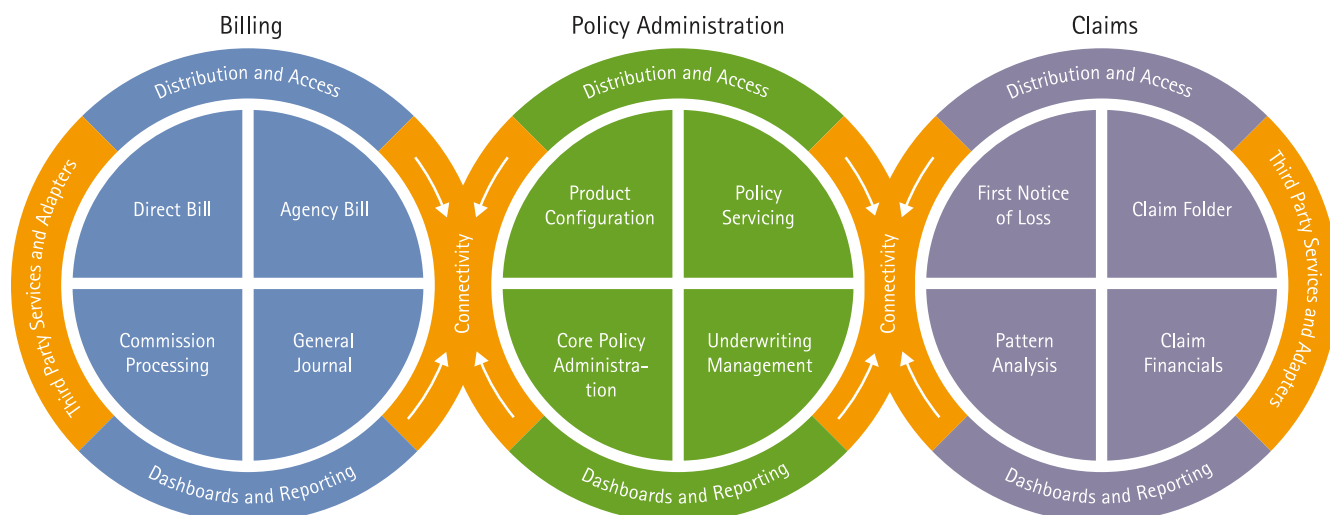 Billing
Distribution and Access
Third Party Services and Adapters
Direct Bill
Agency Bill
Commission
Processing
General
Journal
Dashboards and Reporting
Connectivity
Policy Administration
Distribution and Access
Product
Configuration
Policy
Servicing
Core Policy
Administra-
tion
Underwriting
Management
Dashboards and Reporting
Connectivity
Claims
Distribution and Access
First Notice
of Loss
Claim Folder
Pattern
Analysis
Claim
Financials
Dashboards and Reporting
Third Party Services and Adapters